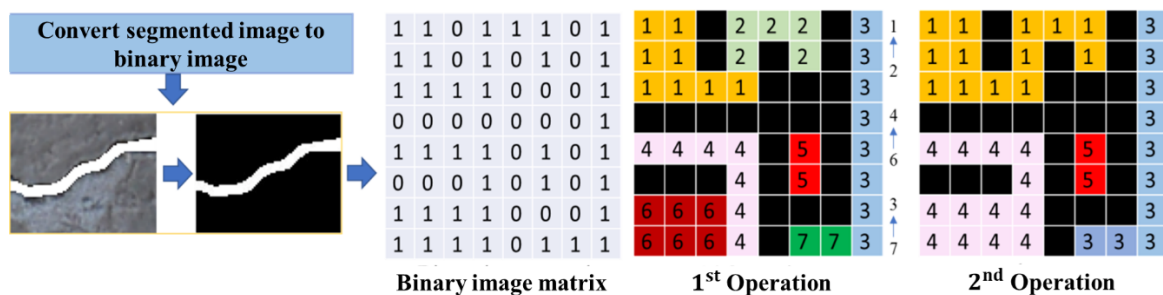 Convert segmented image to
binary image
1 1 0 1 1 1 0 1
1 1 0 1 0 1 0 1
1 1 1 1 0 0 0 1
0 0 0 0 0 0 0 1
1 1 1 1 0 1 0 1
0 0 0 1 0 1 0 1
1 1 1 1 0 0 0 1
1 1 1 1 0 1 1 1
Binary image matrix
1 1 2 2 2 3
1 1 2 2 3
1 1 1 1 3
3
4 4 4 4 5 3
4 5 3
6 6 6 4 3
6 6 6 4 7 7 3
1st Operation
1
2
4
6
3
7
1 1 1 1 1 3
1 1 1 1 3
1 1 1 1 3
3
4 4 4 4 5 3
4 5 3
4 4 4 4 3
4 4 4 4 3 3 3
2nd Operation